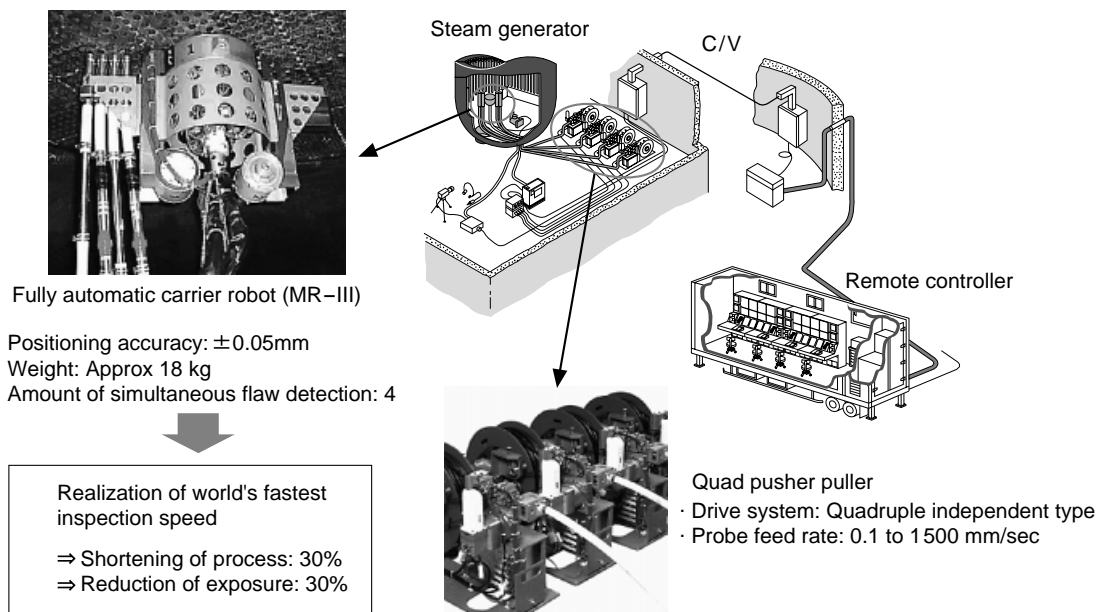 1 3
Steam generator
C/V
Remote controller
Fully automatic carrier robot (MR−III)
Positioning accuracy: ±0.05mm
Weight: Approx 18 kg
Amount of simultaneous flaw detection: 4
Realization of world's fastest
inspection speed
⇒ Shortening of process: 30%
⇒ Reduction of exposure: 30%
Quad pusher puller
· Drive system: Quadruple independent type
· Probe feed rate: 0.1 to 1500 mm/sec